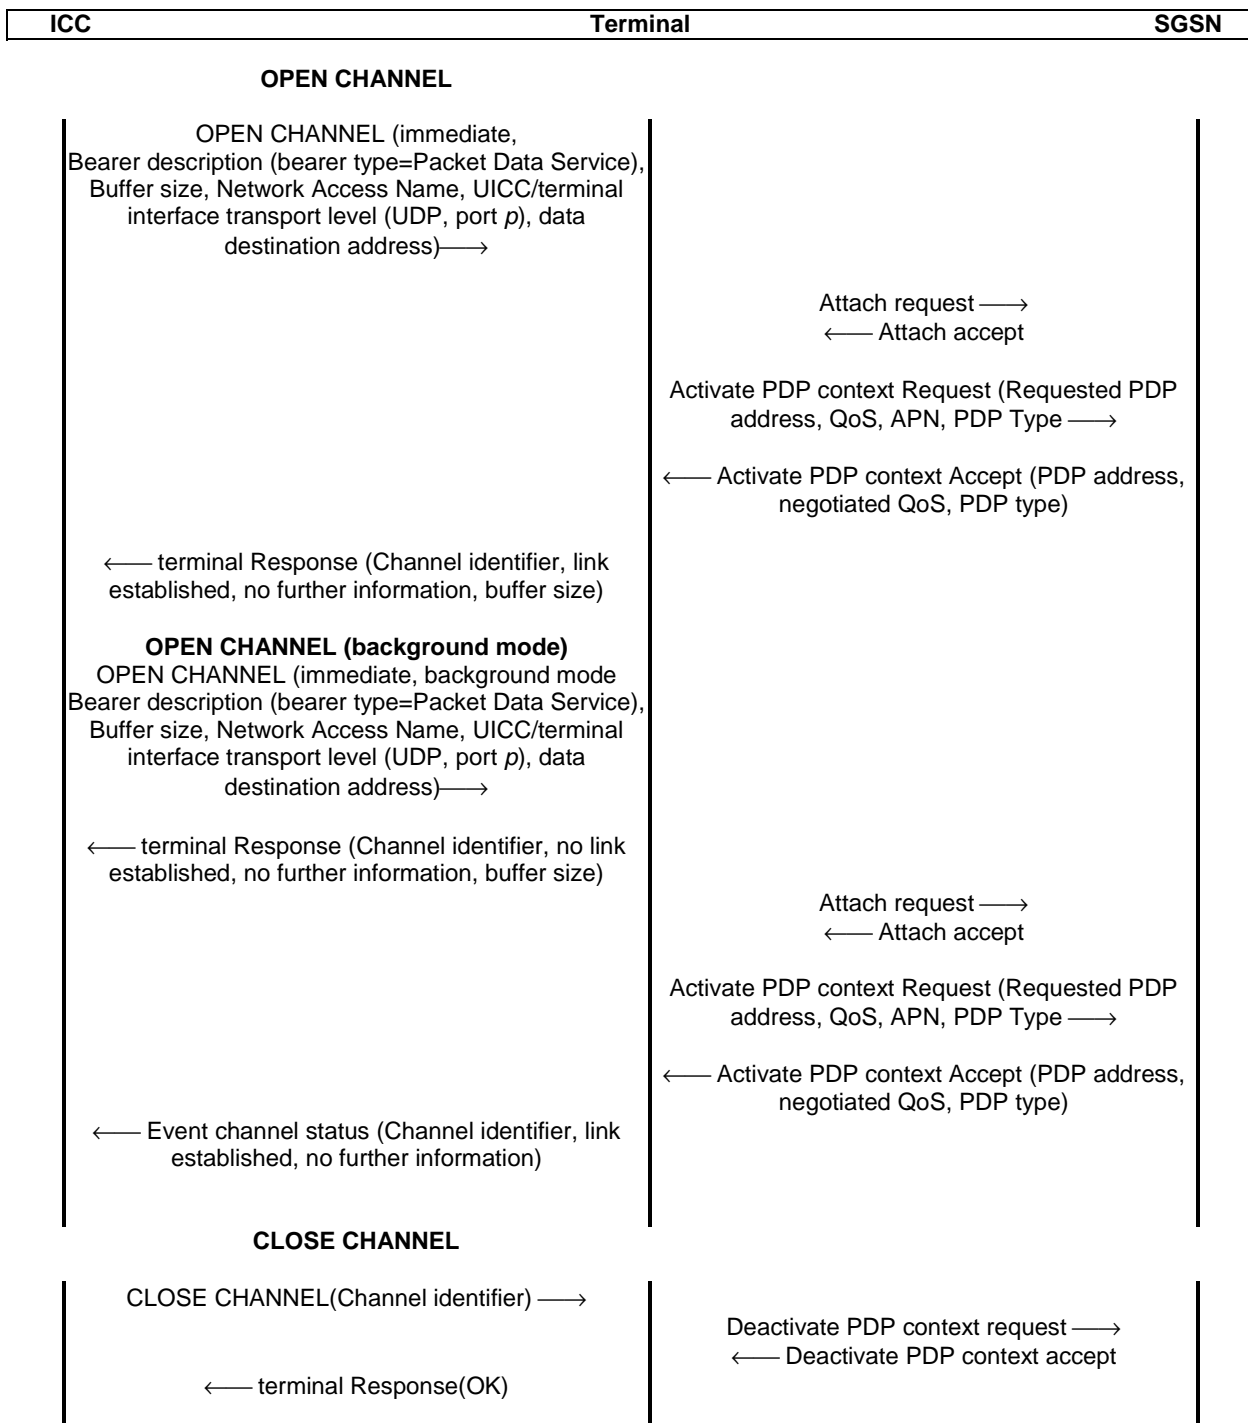 ICC Terminal SGSN
OPEN CHANNEL
OPEN CHANNEL (immediate,
Bearer description (bearer type=Packet Data Service),
Buffer size, Network Access Name, UICC/terminal
interface transport level (UDP, port p), data
destination address)⟶
Attach request ⟶
⟵ Attach accept
Activate PDP context Request (Requested PDP
address, QoS, APN, PDP Type ⟶
⟵ Activate PDP context Accept (PDP address,
negotiated QoS, PDP type)
⟵ terminal Response (Channel identifier, link
established, no further information, buffer size)
OPEN CHANNEL (background mode)
OPEN CHANNEL (immediate, background mode
Bearer description (bearer type=Packet Data Service),
Buffer size, Network Access Name, UICC/terminal
interface transport level (UDP, port p), data
destination address)⟶
⟵ terminal Response (Channel identifier, no link
established, no further information, buffer size)
Attach request ⟶
⟵ Attach accept
Activate PDP context Request (Requested PDP
address, QoS, APN, PDP Type ⟶
⟵ Activate PDP context Accept (PDP address,
negotiated QoS, PDP type)
⟵ Event channel status (Channel identifier, link
established, no further information)
CLOSE CHANNEL
CLOSE CHANNEL(Channel identifier) ⟶
Deactivate PDP context request ⟶
⟵ Deactivate PDP context accept
⟵ terminal Response(OK)